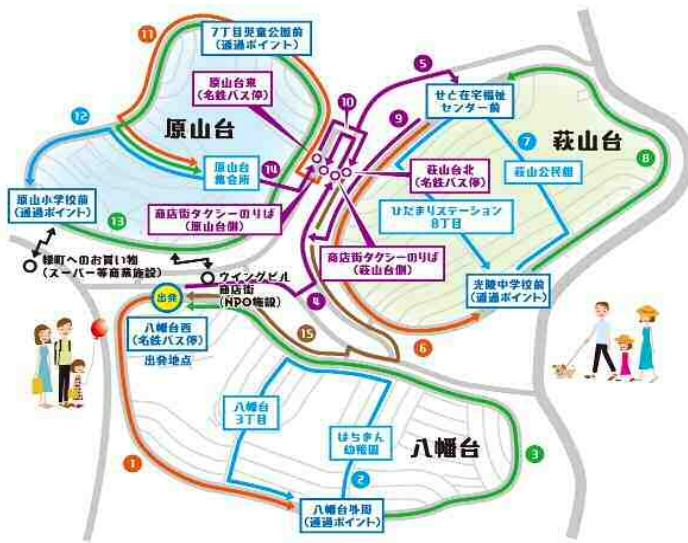 11
7丁目児童公園前
(通過ポイント)
5
原山台東
(名鉄バス停)
10
せと在宅福祉
センター前
12
原山台
9
萩山台
7
原山台
集会所
14
萩山台北
(名鉄バス停)
萩山公民館
8
原山小学校前
(通過ポイント)
13
商店街タクシーのりば
(原山台側)
ひだまりステーション
8丁目
商店街タクシーのりば
(萩山台側)
緑町へのお買い物
(スーパー等商業施設)
ウイングビル
商店街
(NPO施設)
光陵中学校前
(通過ポイント)
出発
4
八幡台西
(名鉄バス停)
出発地点
15
6
八幡台
3丁目
はちまん
幼稚園
八幡台
1
2
3
八幡台外周
(通過ポイント)